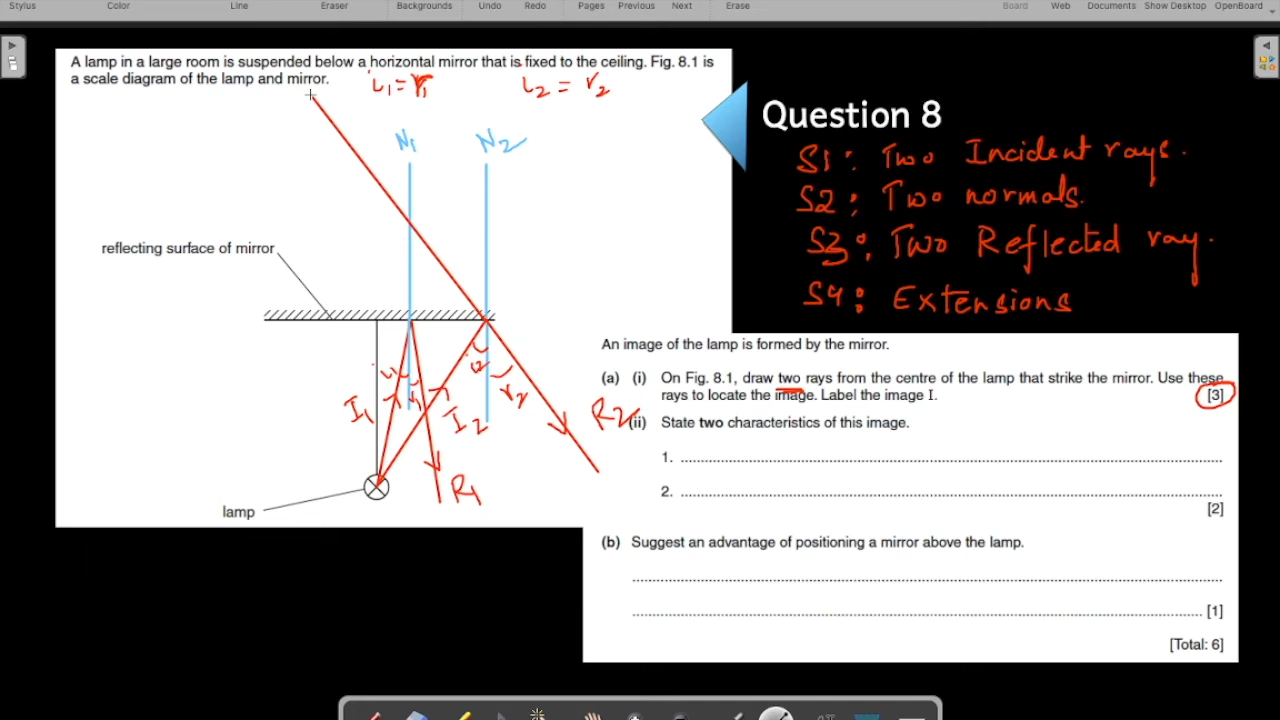 Stylus Color Line Eraser Backgrounds Undo Redo Pages Previous Next Erase Board Web Documents Show Desktop OpenBoard
A lamp in a large room is suspended below a horizontal mirror that is fixed to the ceiling. Fig. 8.1 is
a scale diagram of the lamp and mirror.
i1 = r1 i2 = r2
N1 N2
reflecting surface of mirror
i1 r1 i2 r2
I1 I2 R2
R1
lamp
Question 8
S1: Two Incident rays.
S2: Two normals.
S3: Two Reflected ray.
S4: Extensions
An image of the lamp is formed by the mirror.
(a) (i) On Fig. 8.1, draw two rays from the centre of the lamp that strike the mirror. Use these
rays to locate the image. Label the image I. [3]
(ii) State two characteristics of this image.
1.
2.
[2]
(b) Suggest an advantage of positioning a mirror above the lamp.
[1]
[Total: 6]